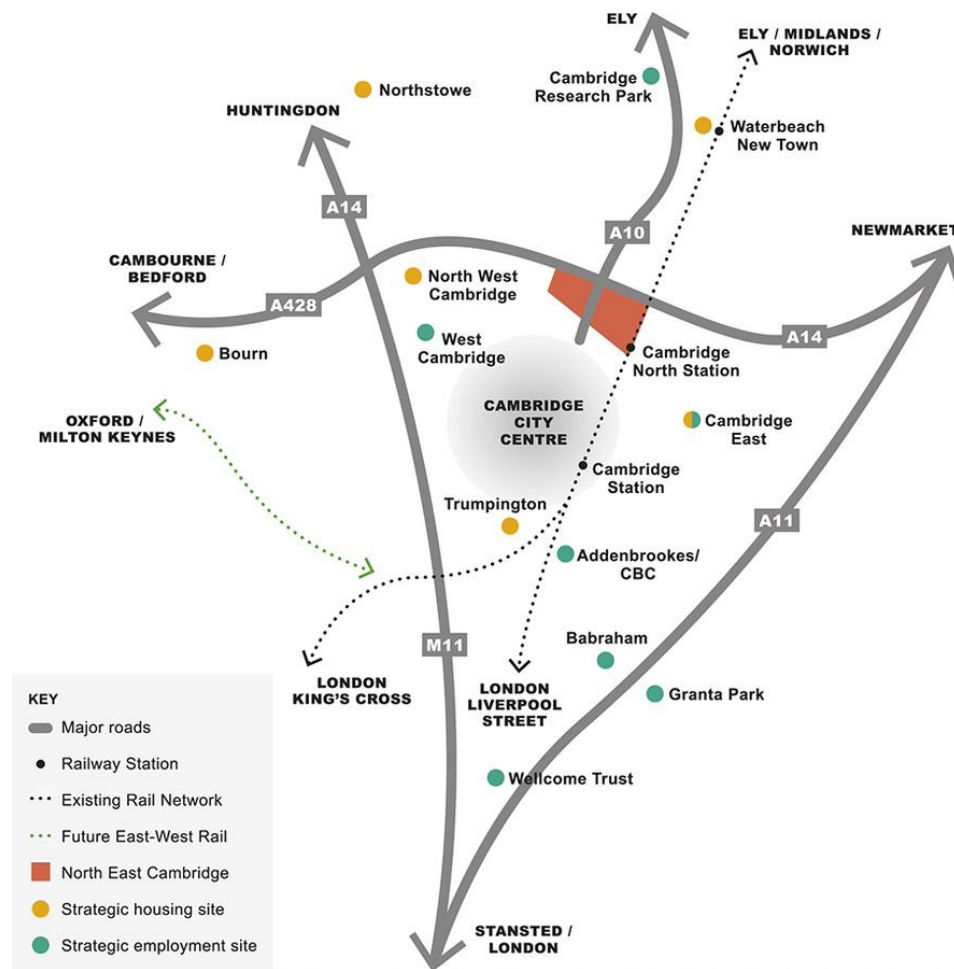 ELY
ELY / MIDLANDS /
NORWICH
Cambridge
Research Park
Northstowe
HUNTINGDON
Waterbeach
New Town
A14
A10
NEWMARKET
CAMBOURNE /
BEDFORD
North West
Cambridge
A428
West
Cambridge
A14
Bourn
Cambridge
North Station
OXFORD /
MILTON KEYNES
CAMBRIDGE
CITY
CENTRE
Cambridge
East
Cambridge
Station
Trumpington
A11
Addenbrookes/
CBC
M11
Babraham
LONDON
KING'S CROSS
LONDON
LIVERPOOL
STREET
Granta Park
Wellcome Trust
STANSTED /
LONDON
KEY
Major roads
Railway Station
Existing Rail Network
Future East-West Rail
North East Cambridge
Strategic housing site
Strategic employment site